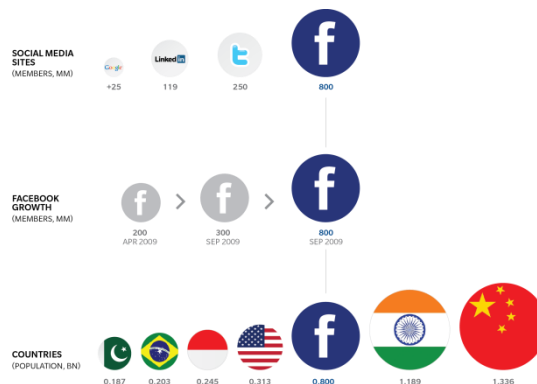 SOCIAL MEDIA
SITES
(MEMBERS, MM)
Google
Linked in
t
f
+25
119
250
800
FACEBOOK
GROWTH
(MEMBERS, MM)
f
>
f
>
f
200
300
800
APR 2009
SEP 2009
SEP 2009
COUNTRIES
(POPULATION, BN)
f
0.187
0.203
0.245
0.313
0.800
1.189
1.336